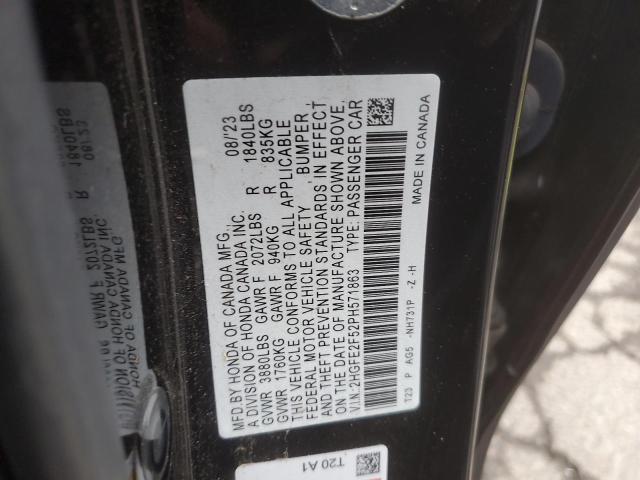 MFD BY HONDA OF CANADA MFG. 08/'23
A DIVISION OF HONDA CANADA INC.
GVWR 3880LBS GAWR F 2072LBS R 1840LBS
GVWR 1760KG GAWR F 940KG R 835KG
THIS VEHICLE CONFORMS TO ALL APPLICABLE
FEDERAL MOTOR VEHICLE SAFETY BUMPER,
AND THEFT PREVENTION STANDARDS IN EFFECT
ON THE DATE OF MANUFACTURE SHOWN ABOVE.
V.I.N.:2HGFE2F52PH571863 TYPE: PASSENGER CAR
T23 P AG5 -NH731P -Z -H MADE IN CANADA
T20 A1